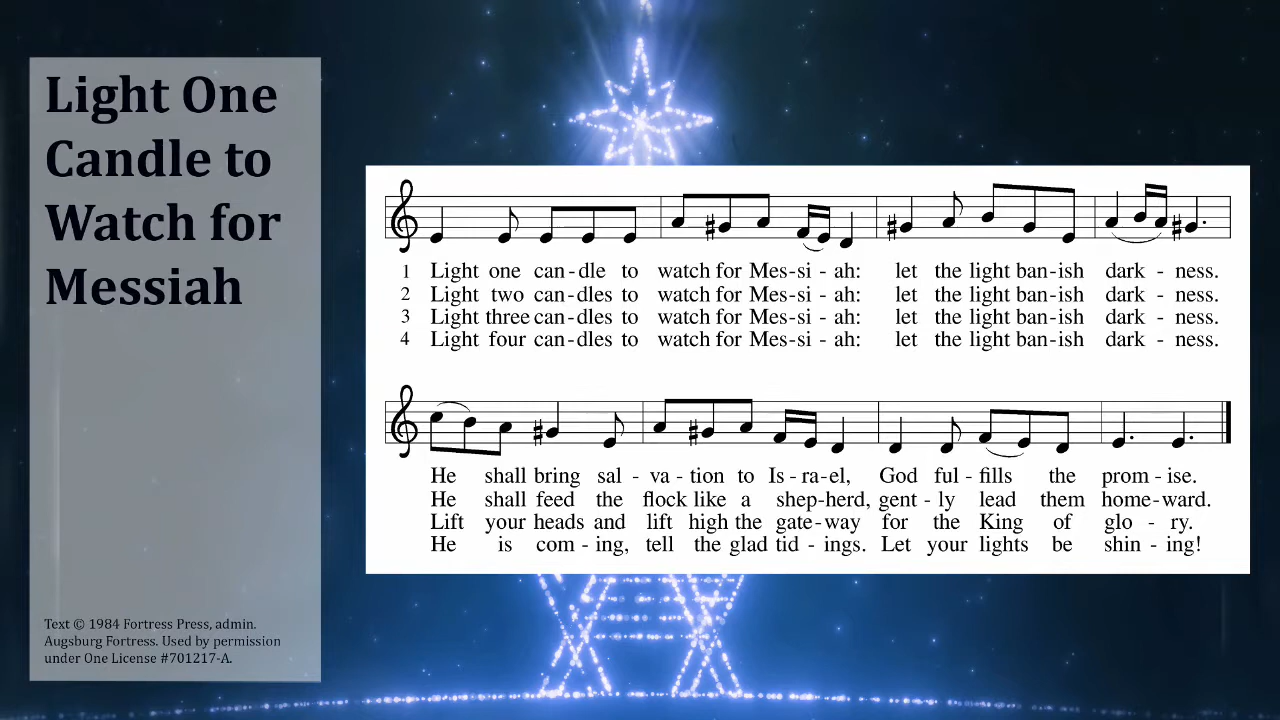 Light One
Candle to
Watch for
Messiah
1 Light one can-dle to watch for Mes-si - ah: let the light ban-ish dark - ness.
2 Light two can-dles to watch for Mes-si - ah: let the light ban-ish dark - ness.
3 Light three can-dles to watch for Mes-si - ah: let the light ban-ish dark - ness.
4 Light four can-dles to watch for Mes-si - ah: let the light ban-ish dark - ness.
He shall bring sal - va - tion to Is - ra-el, God ful - fills the prom - ise.
He shall feed the flock like a shep-herd, gent - ly lead them home-ward.
Lift your heads and lift high the gate-way for the King of glo - ry.
He is com - ing, tell the glad tid - ings. Let your lights be shin - ing!
Text © 1984 Fortress Press, admin.
Augsburg Fortress. Used by permission
under One License #701217-A.